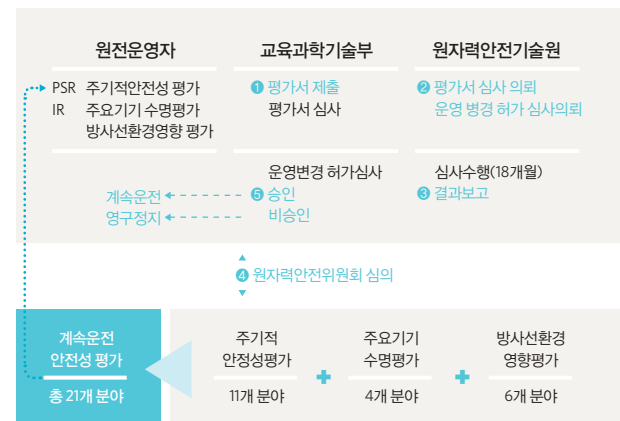 원전운영자
PSR 주기적안전성 평가
IR 주요기기 수명평가
방사선환경영향 평가
계속운전
영구정지
교육과학기술부
❶ 평가서 제출
평가서 심사
운영변경 허가심사
❺ 승인
비승인
원자력안전기술원
❷ 평가서 심사 의뢰
운영 병경 허가 심사의뢰
심사수행(18개월)
❸ 결과보고
❹ 원자력안전위원회 심의
계속운전
안전성 평가
총 21개 분야
주기적
안정성평가
11개 분야
+
주요기기
수명평가
4개 분야
+
방사선환경
영향평가
6개 분야